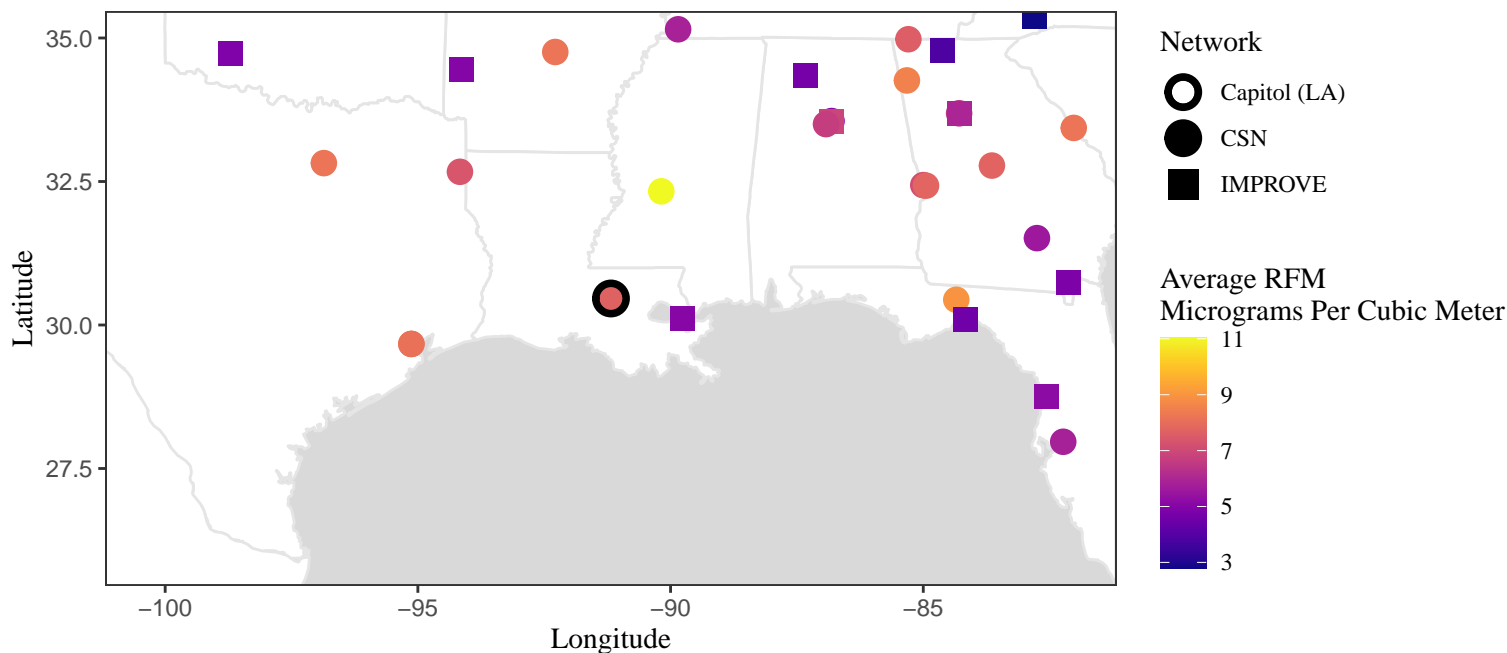 35.0
32.5
30.0
27.5
Latitude
−100
−95
−90
−85
Longitude
Network
Capitol (LA)
CSN
IMPROVE
Average RFM
Micrograms Per Cubic Meter
11
9
7
5
3